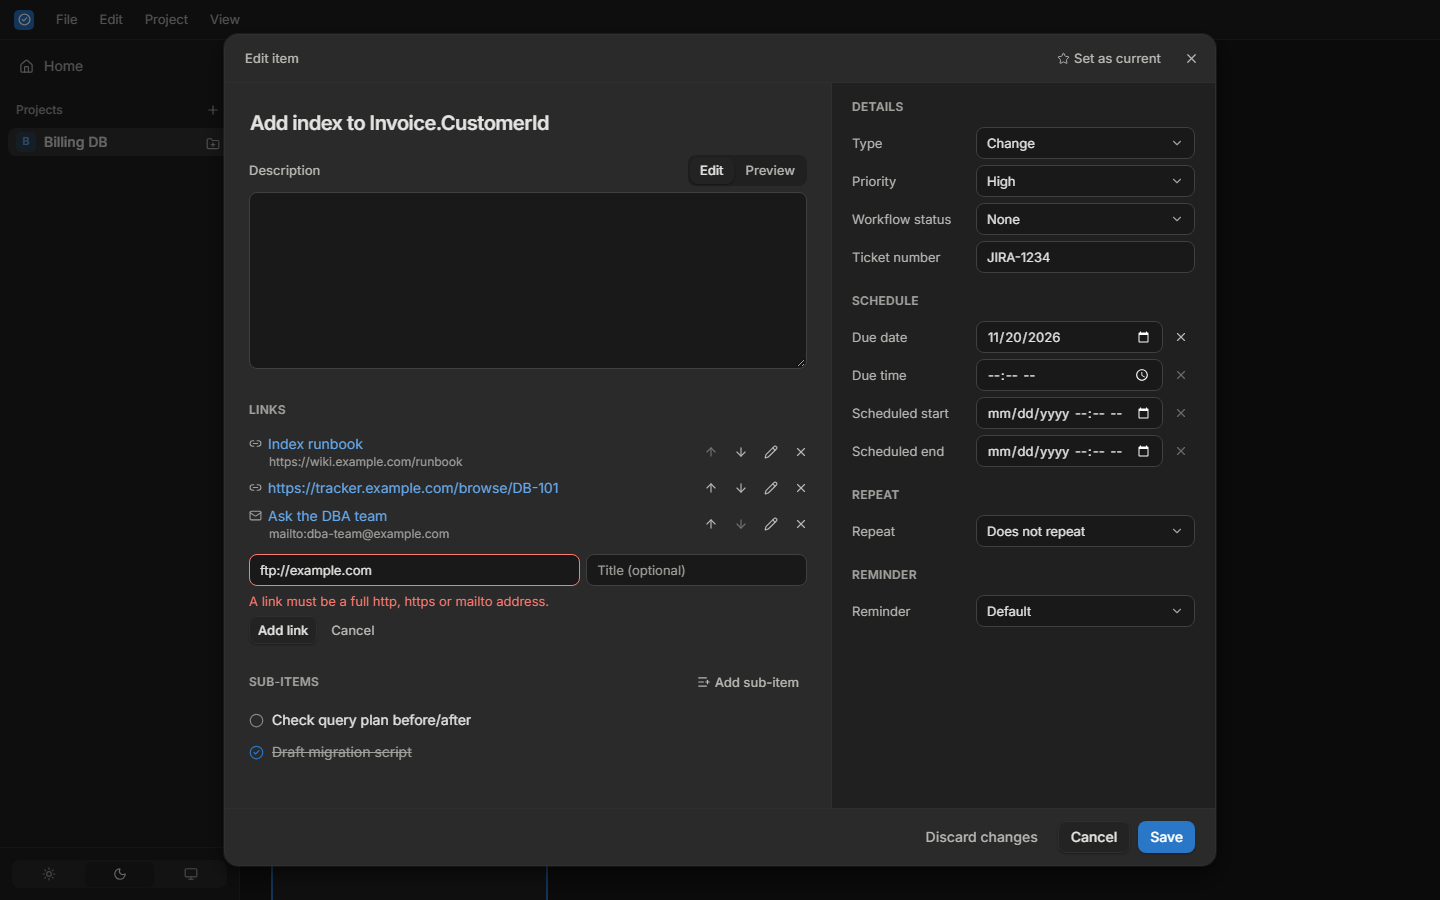 File Edit Project View
Home
Projects
B Billing DB
Edit item
Set as current
Add index to Invoice.CustomerId
Description
Edit Preview
LINKS
Index runbook
https://wiki.example.com/runbook
https://tracker.example.com/browse/DB-101
Ask the DBA team
mailto:dba-team@example.com
ftp://example.com
Title (optional)
A link must be a full http, https or mailto address.
Add link Cancel
SUB-ITEMS
Add sub-item
Check query plan before/after
Draft migration script
DETAILS
Type Change
Priority High
Workflow status None
Ticket number JIRA-1234
SCHEDULE
Due date 11/20/2026
Due time --:-- --
Scheduled start mm/dd/yyyy --:-- --
Scheduled end mm/dd/yyyy --:-- --
REPEAT
Repeat Does not repeat
REMINDER
Reminder Default
Discard changes Cancel Save